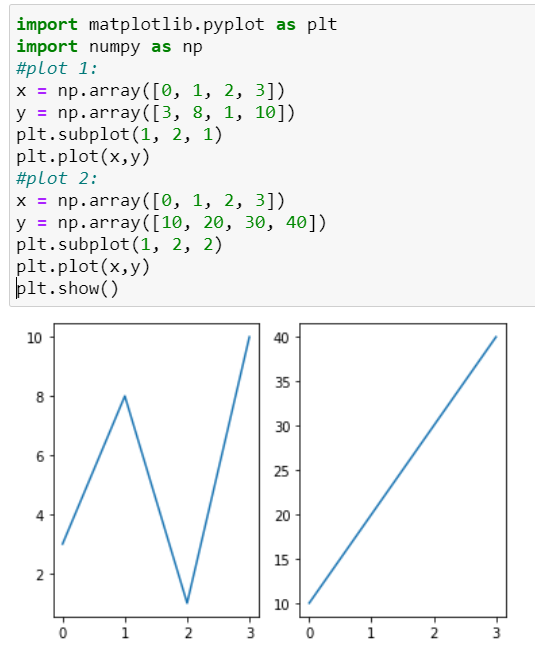 import matplotlib.pyplot as plt
import numpy as np
#plot 1:
x = np.array([0, 1, 2, 3])
y = np.array([3, 8, 1, 10])
plt.subplot(1, 2, 1)
plt.plot(x,y)
#plot 2:
x = np.array([0, 1, 2, 3])
y = np.array([10, 20, 30, 40])
plt.subplot(1, 2, 2)
plt.plot(x,y)
plt.show()
10
8
6
4
2
0 1 2 3
40
35
30
25
20
15
10
0 1 2 3